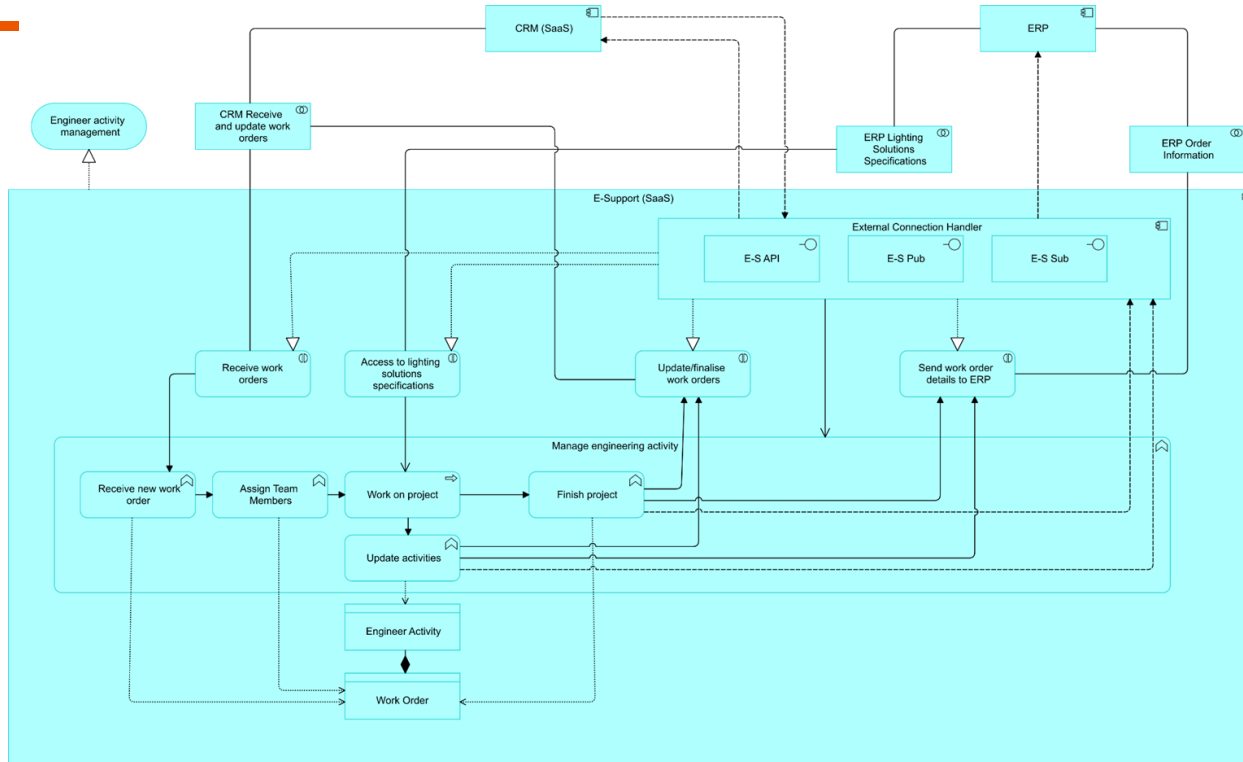 CRM (SaaS)
ERP
Engineer activity
management
CRM Receive
and update work
orders
ERP Lighting
Solutions
Specifications
ERP Order
Information
E-Support (SaaS)
External Connection Handler
E-S API
E-S Pub
E-S Sub
Receive work
orders
Access to lighting
solutions
specifications
Update/finalise
work orders
Send work order
details to ERP
Manage engineering activity
Receive new work
order
Assign Team
Members
Work on project
Finish project
Update activities
Engineer Activity
Work Order